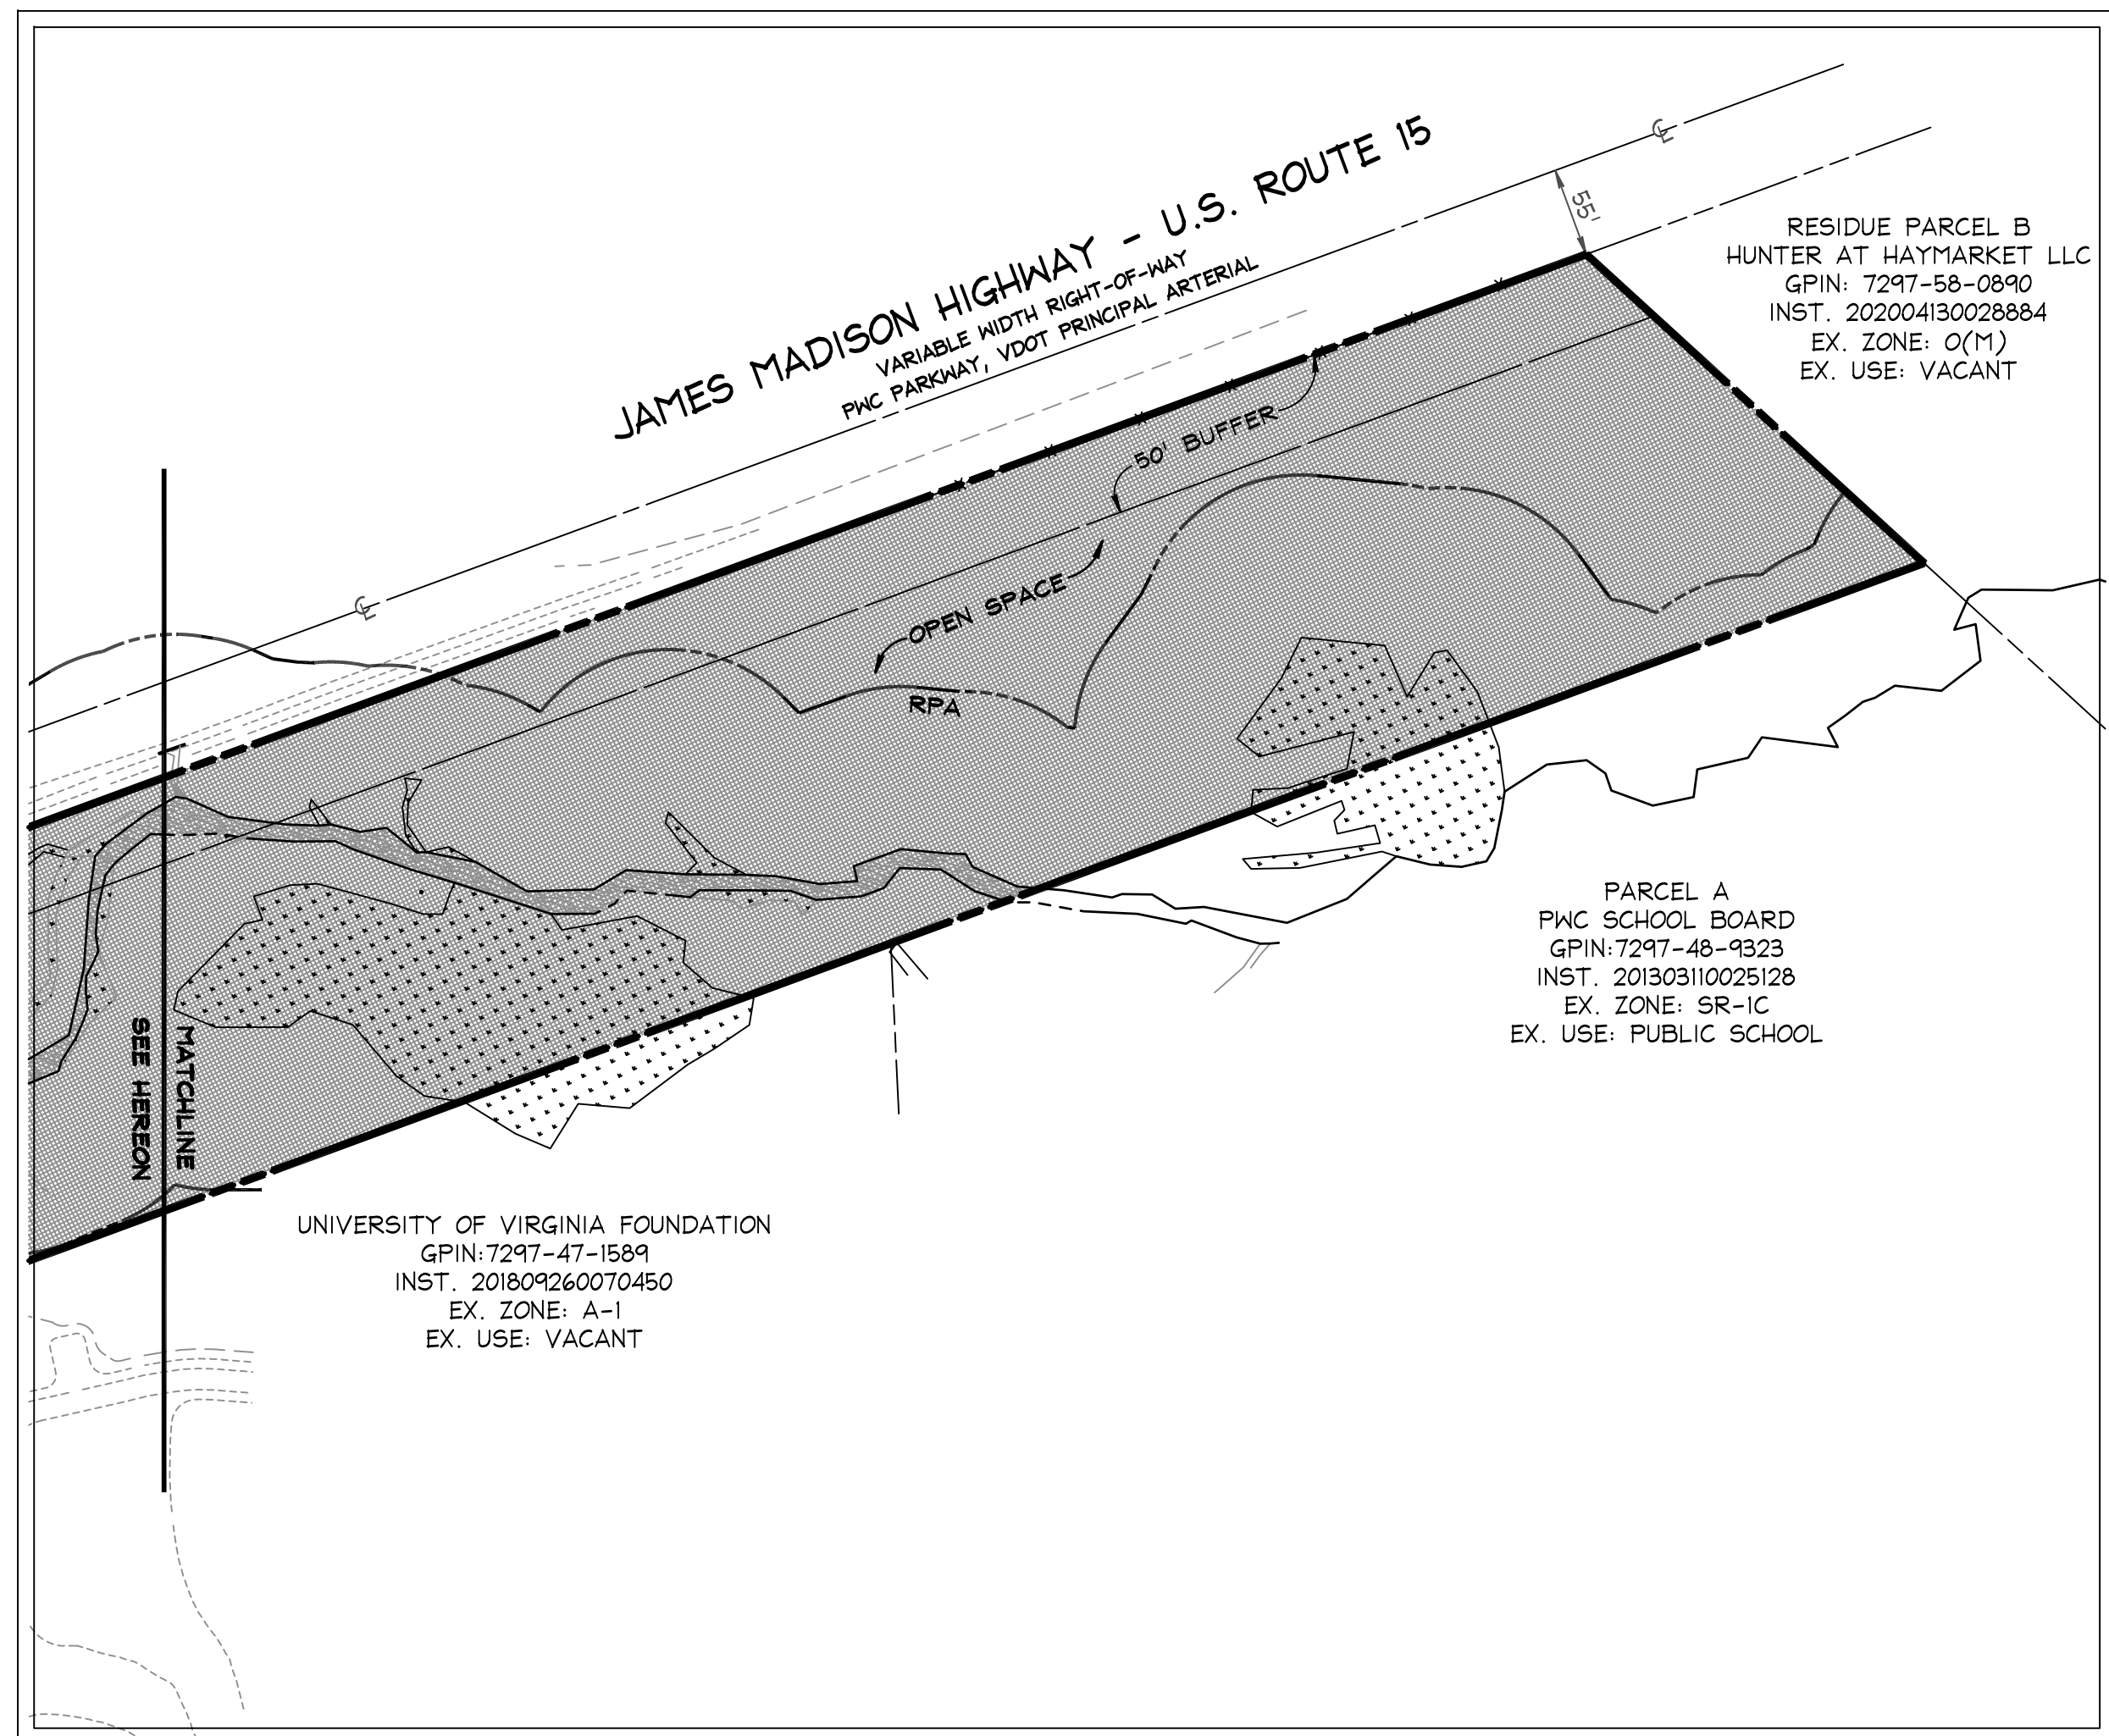 JAMES MADISON HIGHWAY - U.S. ROUTE 15
VARIABLE WIDTH RIGHT-OF-WAY
PWC PARKWAY, VDOT PRINCIPAL ARTERIAL
℄
55'
RESIDUE PARCEL B
HUNTER AT HAYMARKET LLC
GPIN: 7297-58-0890
INST. 202004130028884
EX. ZONE: O(M)
EX. USE: VACANT
50' BUFFER
OPEN SPACE
℄
RPA
PARCEL A
PWC SCHOOL BOARD
GPIN:7297-48-9323
INST. 201303110025128
EX. ZONE: SR-1C
EX. USE: PUBLIC SCHOOL
MATCHLINE
SEE HEREON
UNIVERSITY OF VIRGINIA FOUNDATION
GPIN:7297-47-1589
INST. 201809260070450
EX. ZONE: A-1
EX. USE: VACANT